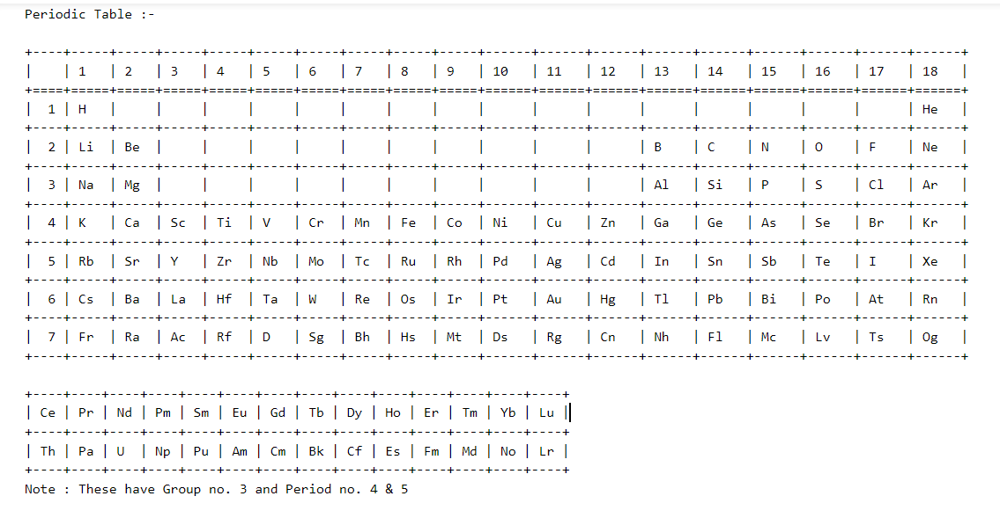 Periodic Table :-
+----+-----+-----+-----+-----+-----+-----+-----+-----+-----+------+------+------+------+------+------+------+------+------+
|    | 1   | 2   | 3   | 4   | 5   | 6   | 7   | 8   | 9   | 10   | 11   | 12   | 13   | 14   | 15   | 16   | 17   | 18   |
+====+=====+=====+=====+=====+=====+=====+=====+=====+=====+======+======+======+======+======+======+======+======+======+
|  1 | H   |     |     |     |     |     |     |     |     |      |      |      |      |      |      |      |      | He   |
+----+-----+-----+-----+-----+-----+-----+-----+-----+-----+------+------+------+------+------+------+------+------+------+
|  2 | Li  | Be  |     |     |     |     |     |     |     |      |      |      | B    | C    | N    | O    | F    | Ne   |
+----+-----+-----+-----+-----+-----+-----+-----+-----+-----+------+------+------+------+------+------+------+------+------+
|  3 | Na  | Mg  |     |     |     |     |     |     |     |      |      |      | Al   | Si   | P    | S    | Cl   | Ar   |
+----+-----+-----+-----+-----+-----+-----+-----+-----+-----+------+------+------+------+------+------+------+------+------+
|  4 | K   | Ca  | Sc  | Ti  | V   | Cr  | Mn  | Fe  | Co  | Ni   | Cu   | Zn   | Ga   | Ge   | As   | Se   | Br   | Kr   |
+----+-----+-----+-----+-----+-----+-----+-----+-----+-----+------+------+------+------+------+------+------+------+------+
|  5 | Rb  | Sr  | Y   | Zr  | Nb  | Mo  | Tc  | Ru  | Rh  | Pd   | Ag   | Cd   | In   | Sn   | Sb   | Te   | I    | Xe   |
+----+-----+-----+-----+-----+-----+-----+-----+-----+-----+------+------+------+------+------+------+------+------+------+
|  6 | Cs  | Ba  | La  | Hf  | Ta  | W   | Re  | Os  | Ir  | Pt   | Au   | Hg   | Tl   | Pb   | Bi   | Po   | At   | Rn   |
+----+-----+-----+-----+-----+-----+-----+-----+-----+-----+------+------+------+------+------+------+------+------+------+
|  7 | Fr  | Ra  | Ac  | Rf  | D   | Sg  | Bh  | Hs  | Mt  | Ds   | Rg   | Cn   | Nh   | Fl   | Mc   | Lv   | Ts   | Og   |
+----+-----+-----+-----+-----+-----+-----+-----+-----+-----+------+------+------+------+------+------+------+------+------+
+----+----+----+----+----+----+----+----+----+----+----+----+----+----+
| Ce | Pr | Nd | Pm | Sm | Eu | Gd | Tb | Dy | Ho | Er | Tm | Yb | Lu |
+----+----+----+----+----+----+----+----+----+----+----+----+----+----+
| Th | Pa | U  | Np | Pu | Am | Cm | Bk | Cf | Es | Fm | Md | No | Lr |
+----+----+----+----+----+----+----+----+----+----+----+----+----+----+
Note : These have Group no. 3 and Period no. 4 & 5